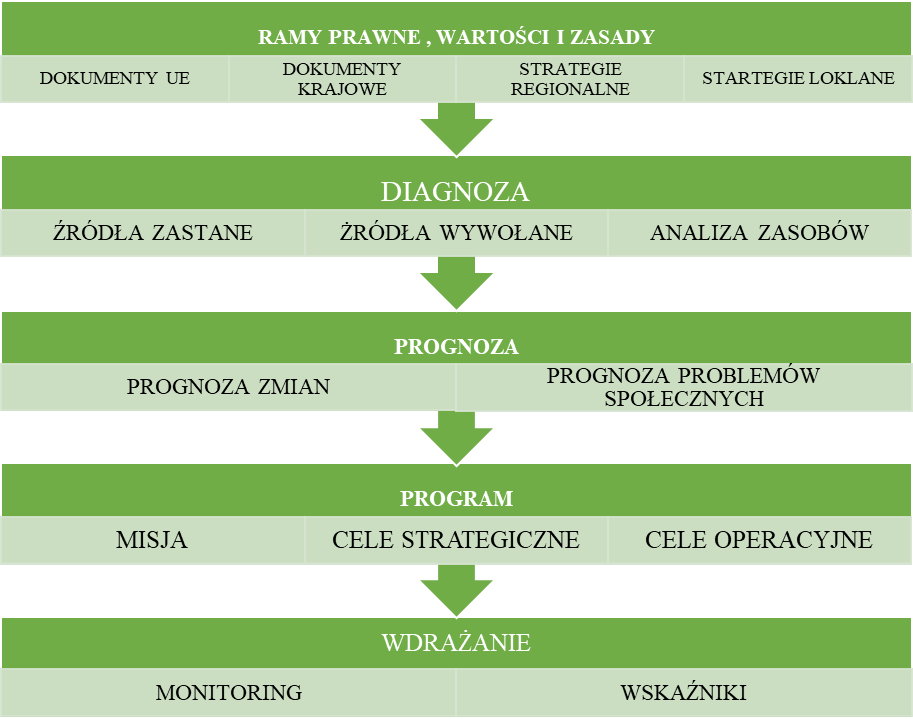 RAMY PRAWNE , WARTOŚCI I ZASADY
DOKUMENTY UE
DOKUMENTY
KRAJOWE
STRATEGIE
REGIONALNE
STARTEGIE LOKLANE
DIAGNOZA
ŹRÓDŁA ZASTANE
ŻRÓDŁA WYWOŁANE
ANALIZA ZASOBÓW
PROGNOZA
PROGNOZA ZMIAN
PROGNOZA PROBLEMÓW
SPOŁECZNYCH
PROGRAM
MISJA
CELE STRATEGICZNE
CELE OPERACYJNE
WDRAŻANIE
MONITORING
WSKAŹNIKI